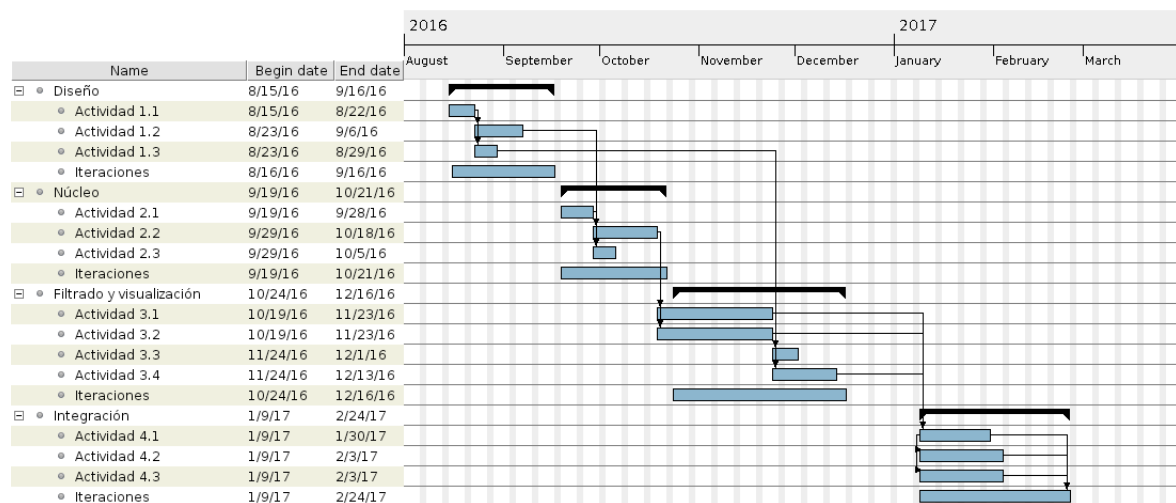 2016 2017
August September October November December January February March
Name Begin date End date
Diseño 8/15/16 9/16/16
Actividad 1.1 8/15/16 8/22/16
Actividad 1.2 8/23/16 9/6/16
Actividad 1.3 8/23/16 8/29/16
Iteraciones 8/16/16 9/16/16
Núcleo 9/19/16 10/21/16
Actividad 2.1 9/19/16 9/28/16
Actividad 2.2 9/29/16 10/18/16
Actividad 2.3 9/29/16 10/5/16
Iteraciones 9/19/16 10/21/16
Filtrado y visualización 10/24/16 12/16/16
Actividad 3.1 10/19/16 11/23/16
Actividad 3.2 10/19/16 11/23/16
Actividad 3.3 11/24/16 12/1/16
Actividad 3.4 11/24/16 12/13/16
Iteraciones 10/24/16 12/16/16
Integración 1/9/17 2/24/17
Actividad 4.1 1/9/17 1/30/17
Actividad 4.2 1/9/17 2/3/17
Actividad 4.3 1/9/17 2/3/17
Iteraciones 1/9/17 2/24/17